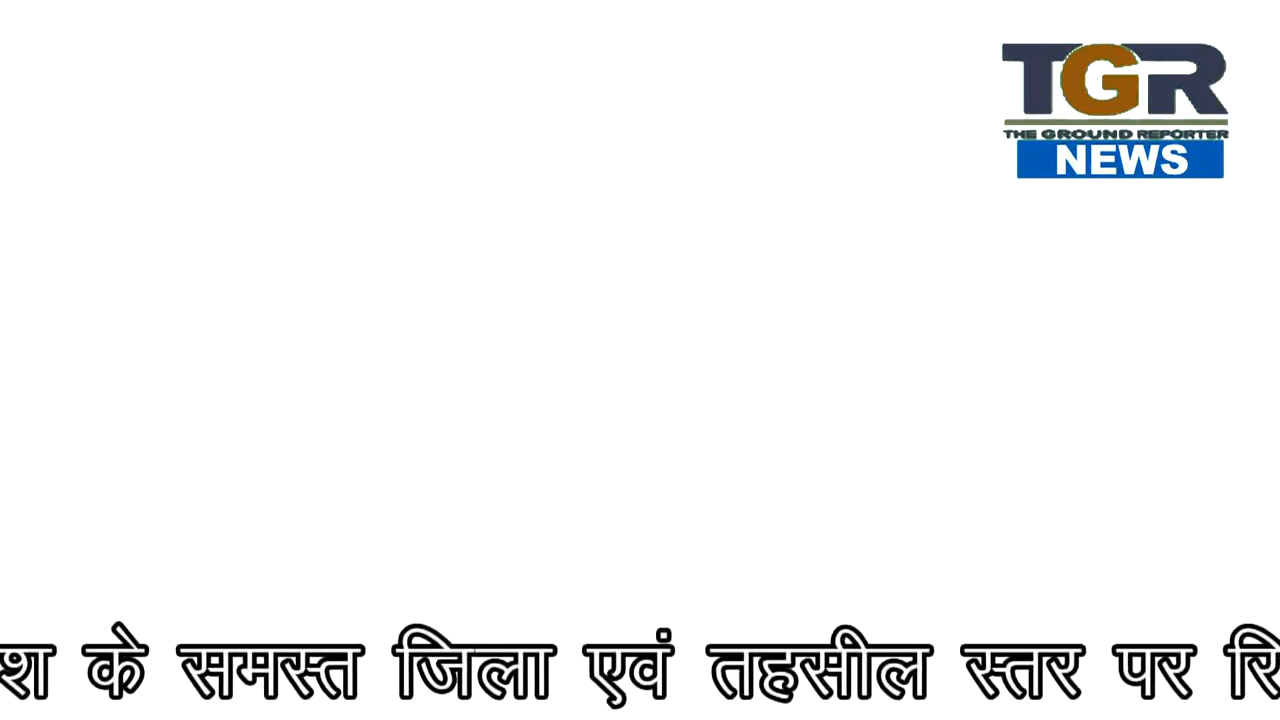 TGR
THE GROUND REPORTER
NEWS
के समस्त जिला एवं तहसील स्तर पर